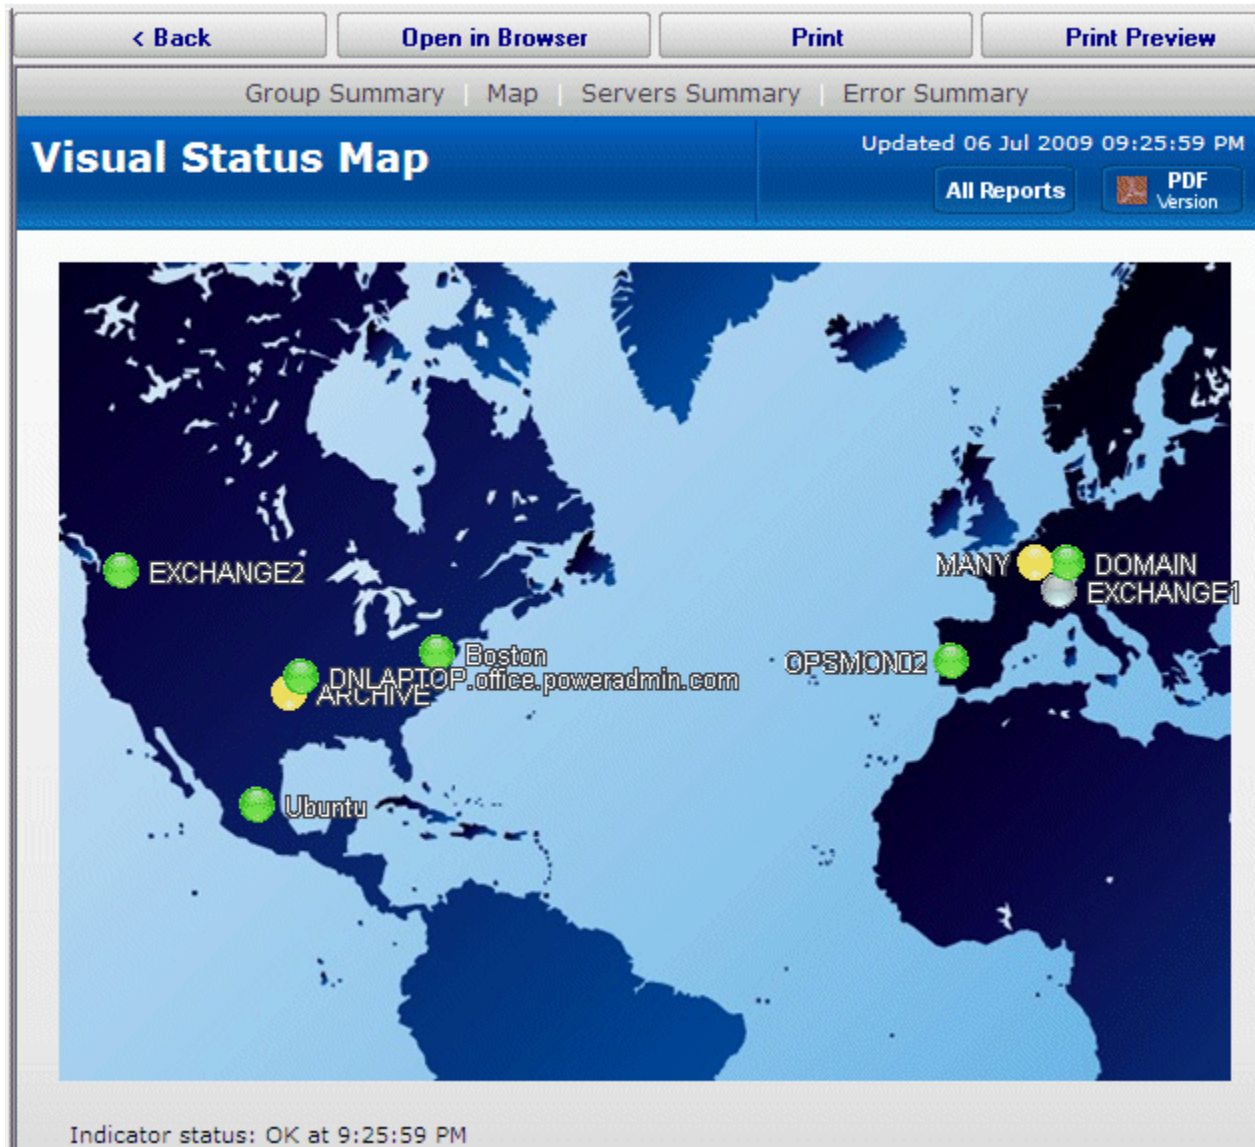 < Back
Open in Browser
Print
Print Preview
Group Summary | Map | Servers Summary | Error Summary
Visual Status Map
Updated 06 Jul 2009 09:25:59 PM
All Reports
PDF
Version
EXCHANGE2
MANY
DOMAIN
EXCHANGE1
Boston
OPSMOND2
DNLAPTOP.office.poweradmin.com
ARCHIVE
Ubuntu
Indicator status: OK at 9:25:59 PM